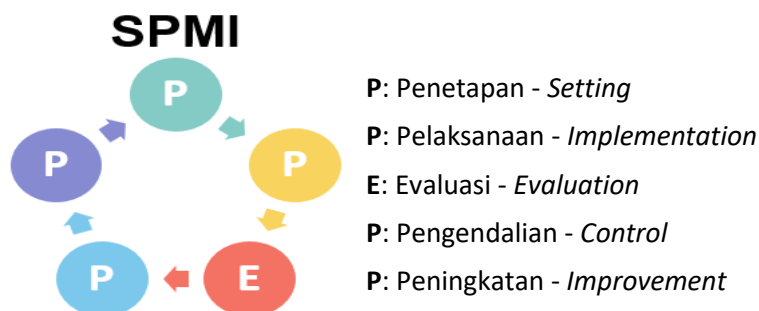 SPMI
P
P
E
P
P
P: Penetapan - Setting
P: Pelaksanaan - Implementation
E: Evaluasi - Evaluation
P: Pengendalian - Control
P: Peningkatan - Improvement